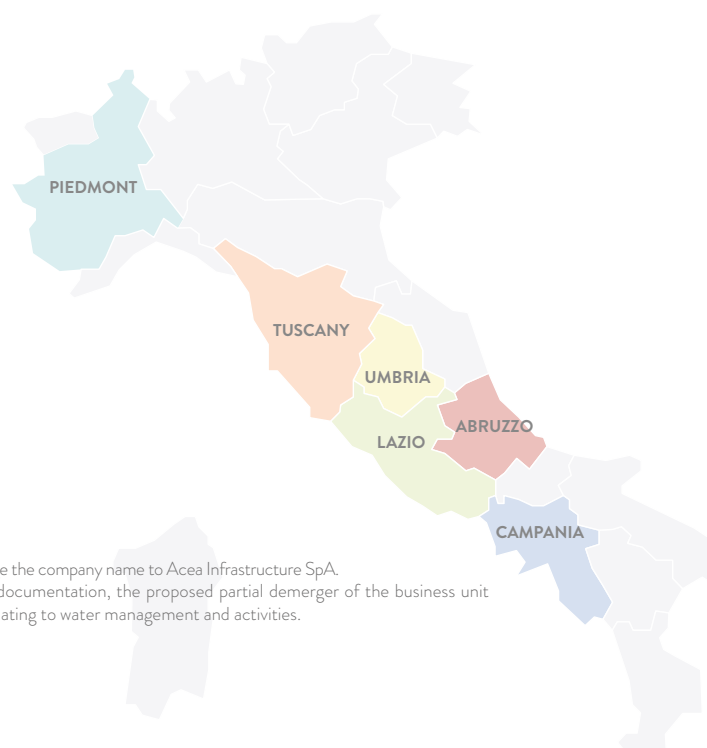 PIEDMONT
TUSCANY
UMBRIA
ABRUZZO
LAZIO
CAMPANIA
the company name to Acea Infrastructure SpA.
documentation, the proposed partial demerger of the business unit
to water management and activities.